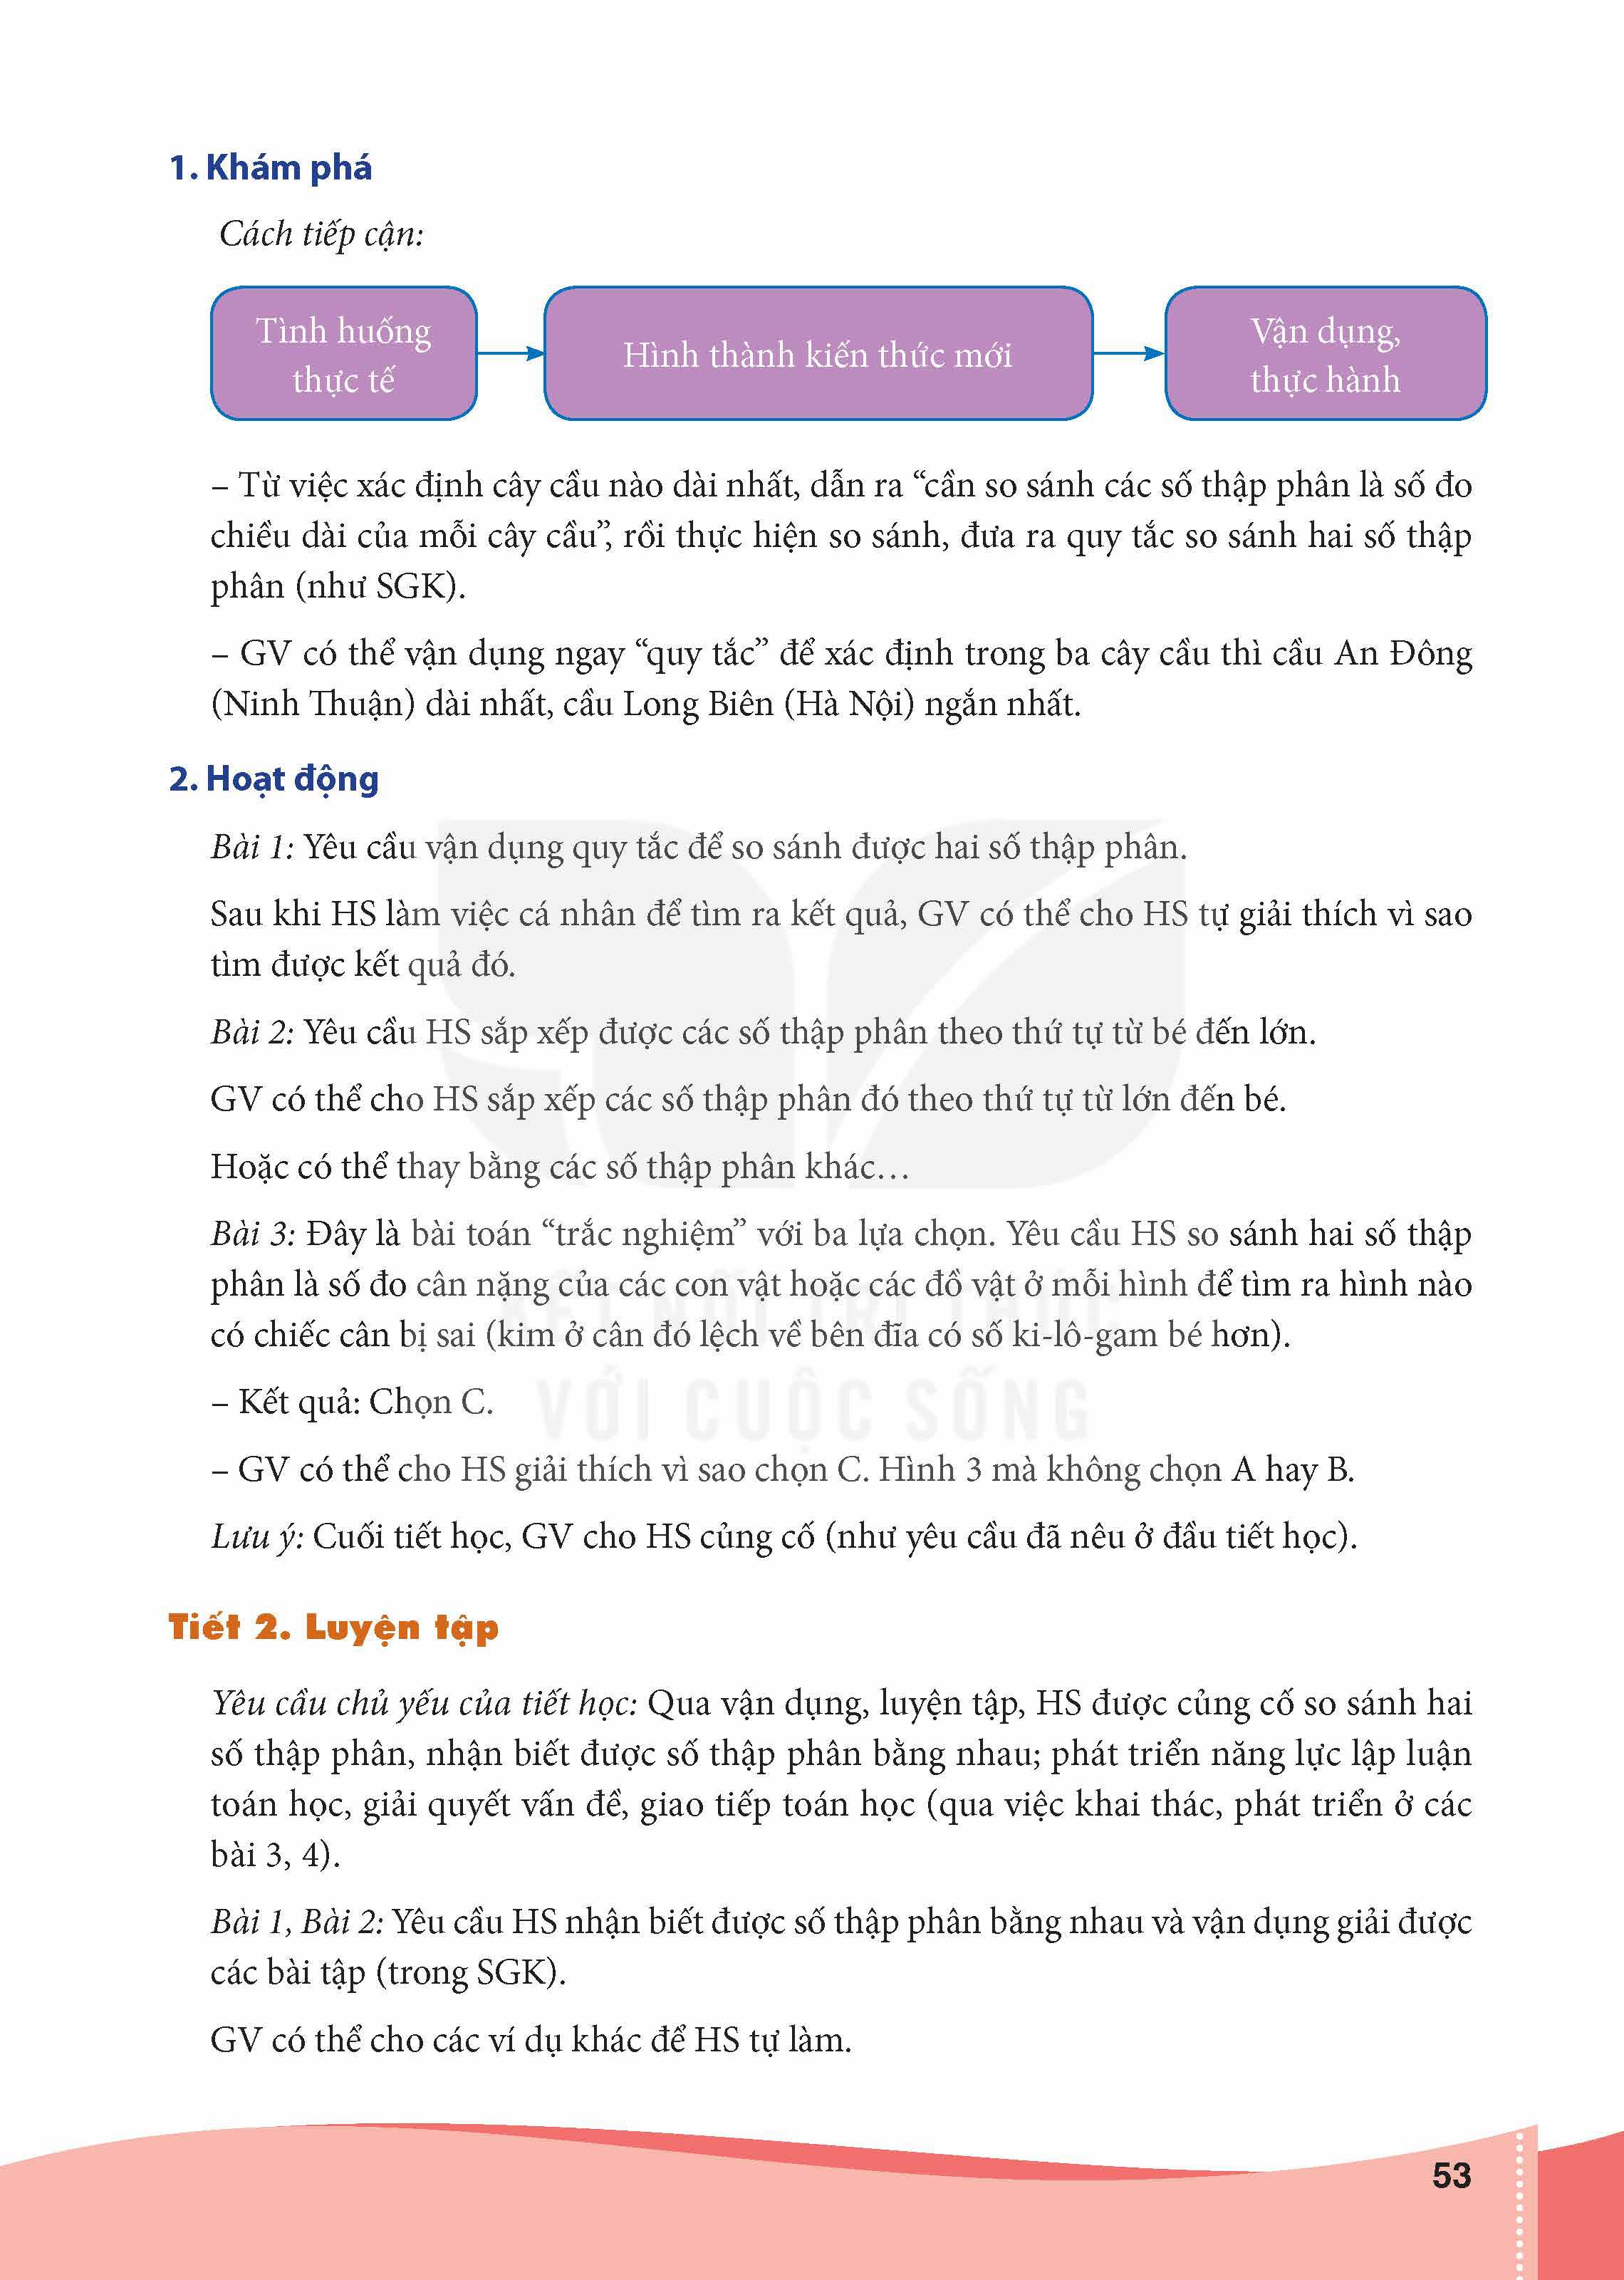 1. Khám phá
Cách tiếp cận:
Tình huống
thực tế
Hình thành kiến thức mới
Vận dụng,
thực hành
– Từ việc xác định cây cầu nào dài nhất, dẫn ra “cần so sánh các số thập phân là số đo
chiều dài của mỗi cây cầu”, rồi thực hiện so sánh, đưa ra quy tắc so sánh hai số thập
phân (như SGK).
– GV có thể vận dụng ngay “quy tắc” để xác định trong ba cây cầu thì cầu An Đông
(Ninh Thuận) dài nhất, cầu Long Biên (Hà Nội) ngắn nhất.
2. Hoạt động
Bài 1: Yêu cầu vận dụng quy tắc để so sánh được hai số thập phân.
Sau khi HS làm việc cá nhân để tìm ra kết quả, GV có thể cho HS tự giải thích vì sao
tìm được kết quả đó.
Bài 2: Yêu cầu HS sắp xếp được các số thập phân theo thứ tự từ bé đến lớn.
GV có thể cho HS sắp xếp các số thập phân đó theo thứ tự từ lớn đến bé.
Hoặc có thể thay bằng các số thập phân khác…
Bài 3: Đây là bài toán “trắc nghiệm” với ba lựa chọn. Yêu cầu HS so sánh hai số thập
phân là số đo cân nặng của các con vật hoặc các đồ vật ở mỗi hình để tìm ra hình nào
có chiếc cân bị sai (kim ở cân đó lệch về bên đĩa có số ki-lô-gam bé hơn).
– Kết quả: Chọn C.
– GV có thể cho HS giải thích vì sao chọn C. Hình 3 mà không chọn A hay B.
Lưu ý: Cuối tiết học, GV cho HS củng cố (như yêu cầu đã nêu ở đầu tiết học).
KẾT NỐI TRI THỨC
VỚI CUỘC SỐNG
Tiết 2. Luyện tập
Yêu cầu chủ yếu của tiết học: Qua vận dụng, luyện tập, HS được củng cố so sánh hai
số thập phân, nhận biết được số thập phân bằng nhau; phát triển năng lực lập luận
toán học, giải quyết vấn đề, giao tiếp toán học (qua việc khai thác, phát triển ở các
bài 3, 4).
Bài 1, Bài 2: Yêu cầu HS nhận biết được số thập phân bằng nhau và vận dụng giải được
các bài tập (trong SGK).
GV có thể cho các ví dụ khác để HS tự làm.
53